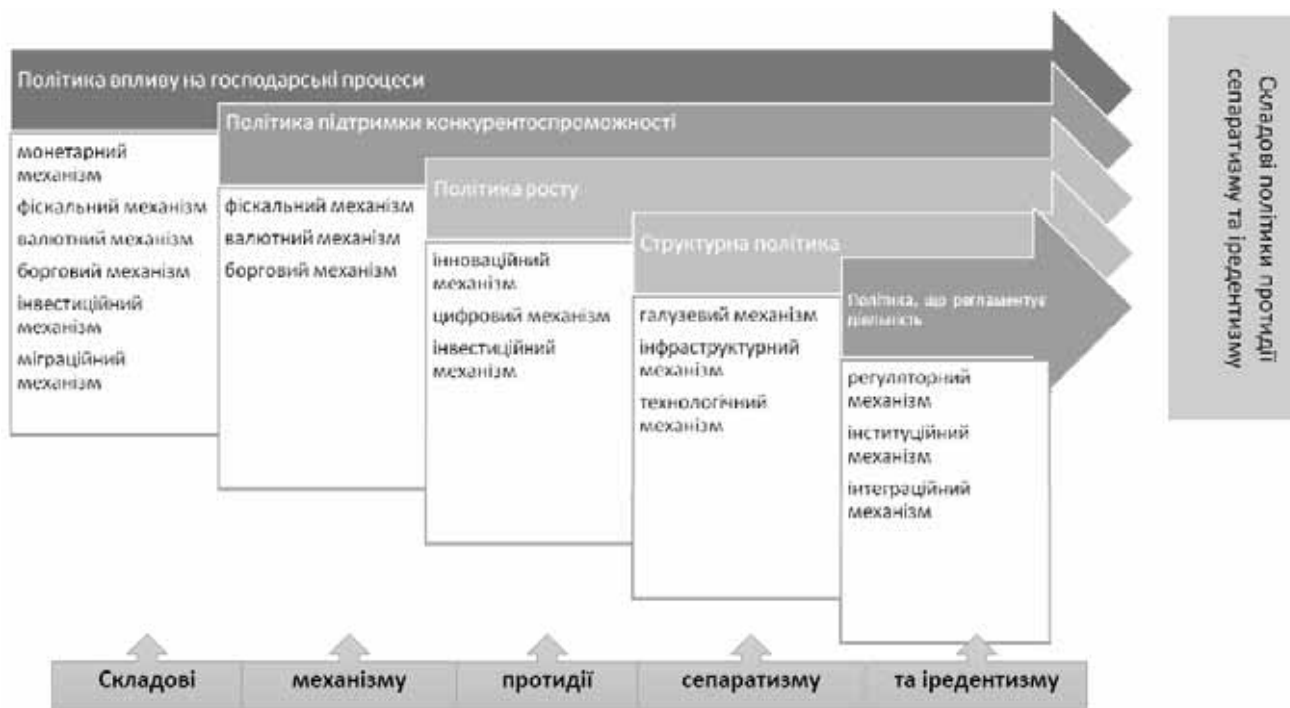 Політика впливу на господарські процеси
монетарний
механізм
фіскальний механізм
валютний механізм
борговий механізм
інвестиційний
механізм
міграційний
механізм
Політика підтримки конкурентоспроможності
фіскальний механізм
валютний механізм
борговий механізм
Політика росту
інноваційний
механізм
цифровий механізм
інвестиційний
механізм
Структурна політика
галузевий механізм
інфраструктурний
механізм
технологічний
механізм
Політика, що регламентує
діяльність
регуляторний
механізм
інституційний
механізм
інтеграційний
механізм
Складові політики протидії
сепаратизму та іредентизму
Складові механізму протидії сепаратизму та іредентизму